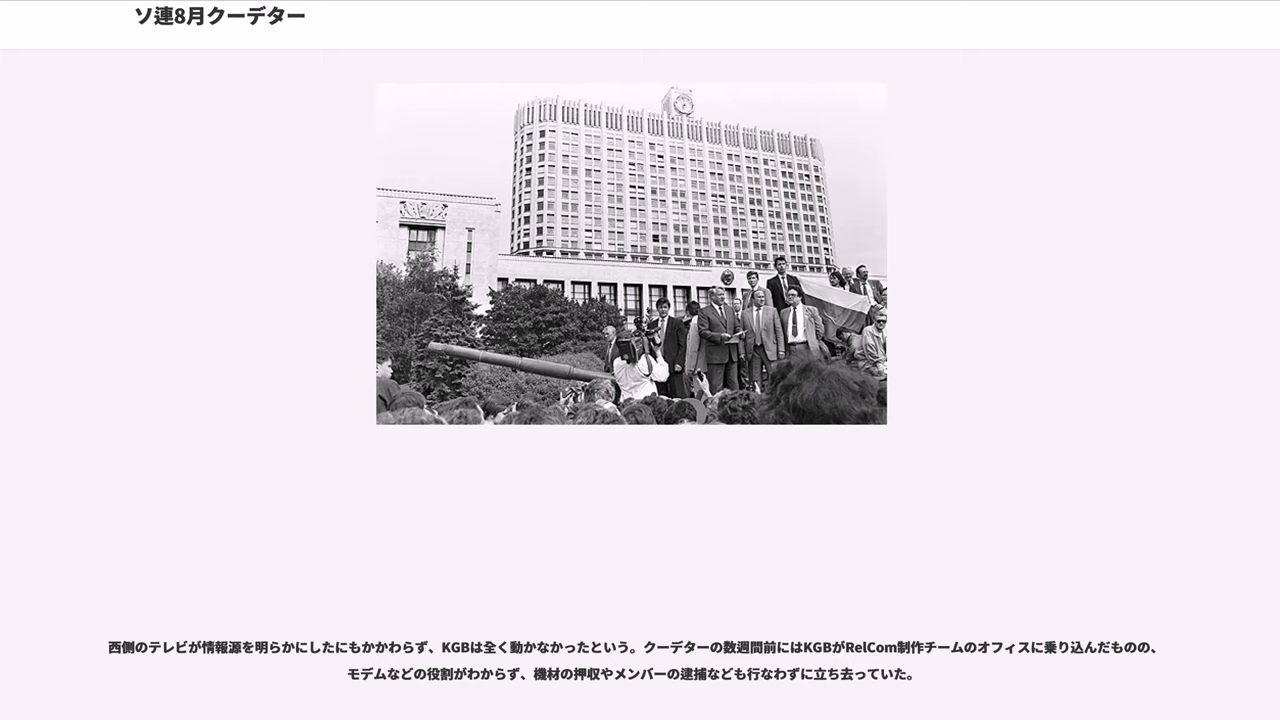 ソ連8月クーデター
西側のテレビが情報源を明らかにしたにもかかわらず、KGBは全く動かなかったという。クーデターの数週間前にはKGBがRelCom制作チームのオフィスに乗り込んだものの、
モデムなどの役割がわからず、機材の押収やメンバーの逮捕なども行なわずに立ち去っていた。